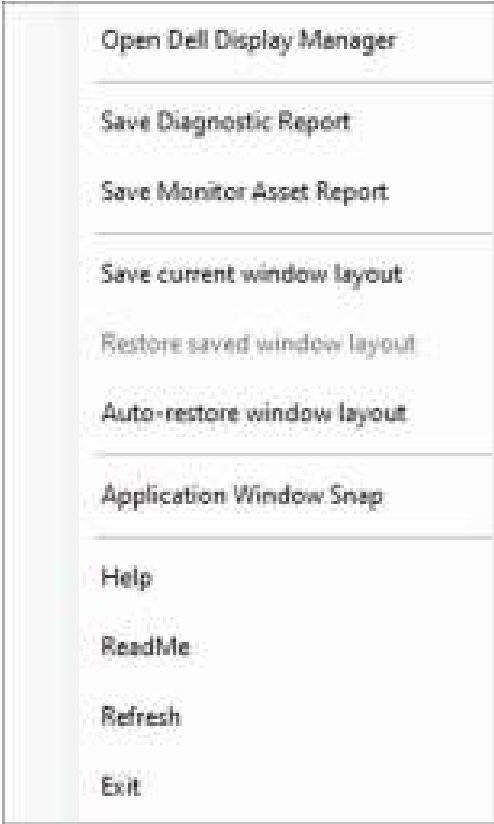 Open Dell Display Manager
Save Diagnostic Report
Save Monitor Asset Report
Save current window layout
Restore saved window layout
Auto-restore window layout
Application Window Snap
Help
ReadMe
Refresh
Exit